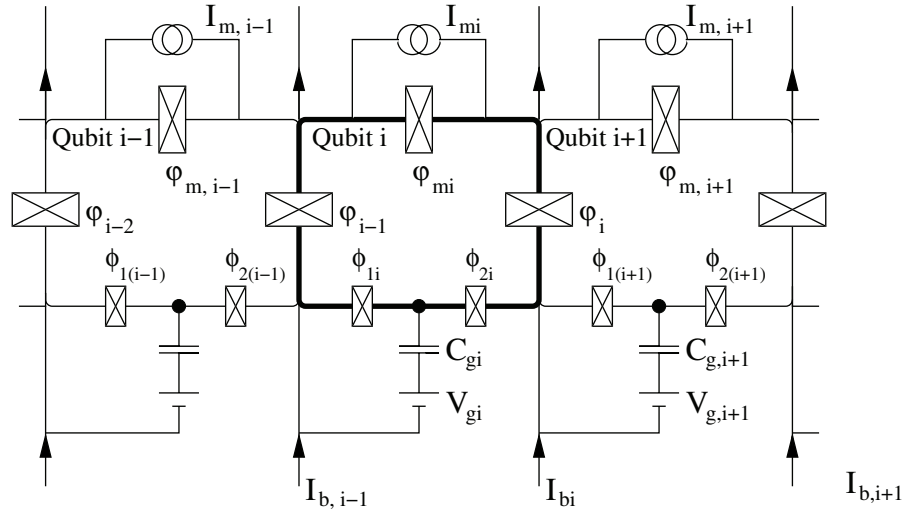 I_{m, i−1} I_{mi} I_{m, i+1}
Qubit i−1 Qubit i Qubit i+1
φ_{m, i−1} φ_{mi} φ_{m, i+1}
φ_{i−2} φ_{i−1} φ_{i}
ϕ_{1(i−1)} ϕ_{2(i−1)} ϕ_{1i} ϕ_{2i} ϕ_{1(i+1)} ϕ_{2(i+1)}
C_{gi} C_{g,i+1}
V_{gi} V_{g,i+1}
I_{b, i−1} I_{bi} I_{b,i+1}